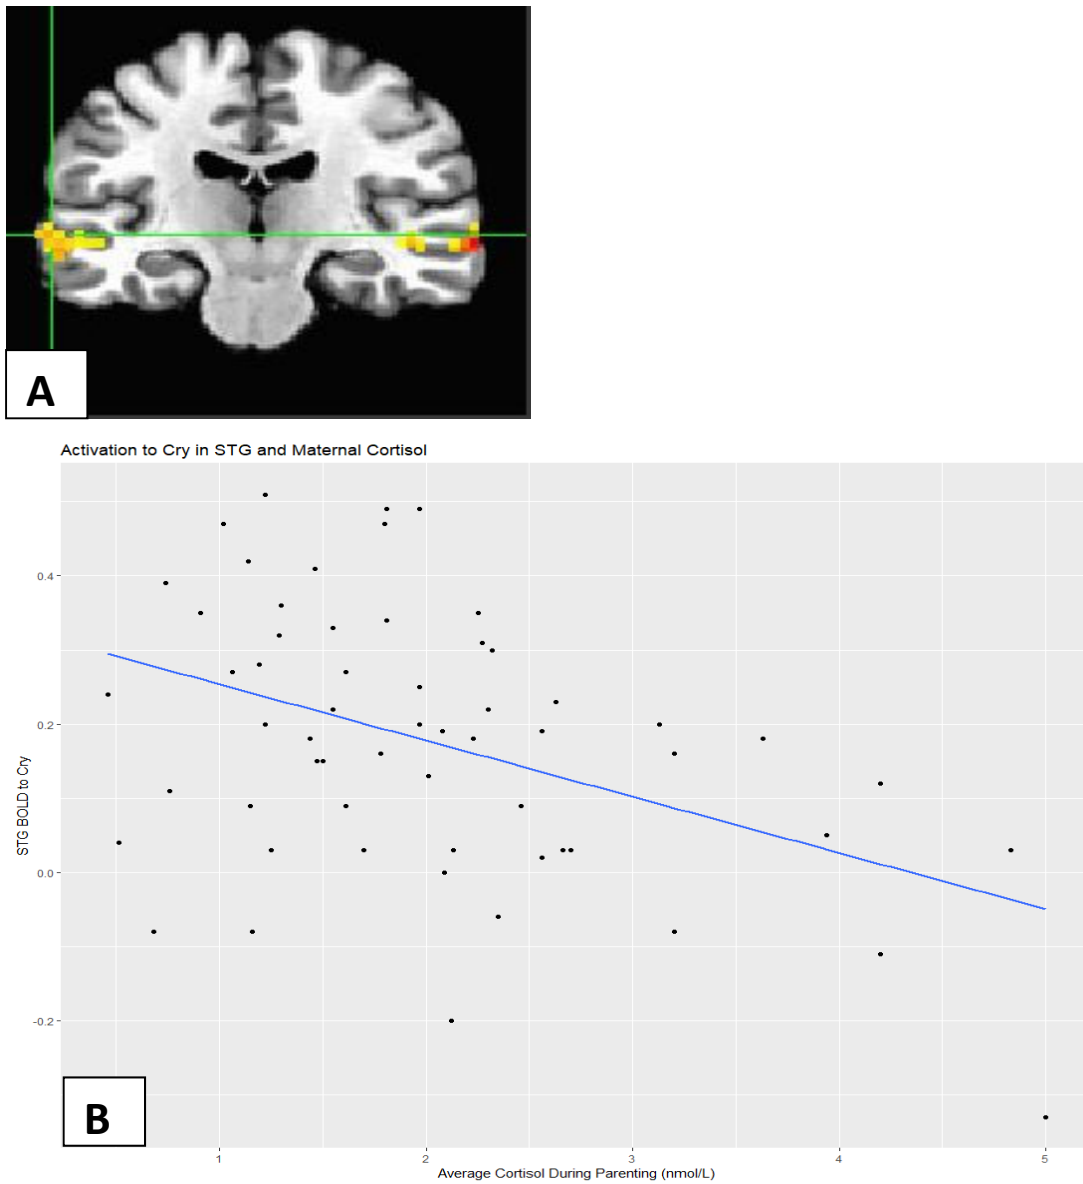 A
Activation to Cry in STG and Maternal Cortisol
STG BOLD to Cry
0.4
0.2
0.0
-0.2
B
1 2 3 4 5
Average Cortisol During Parenting (nmol/L)